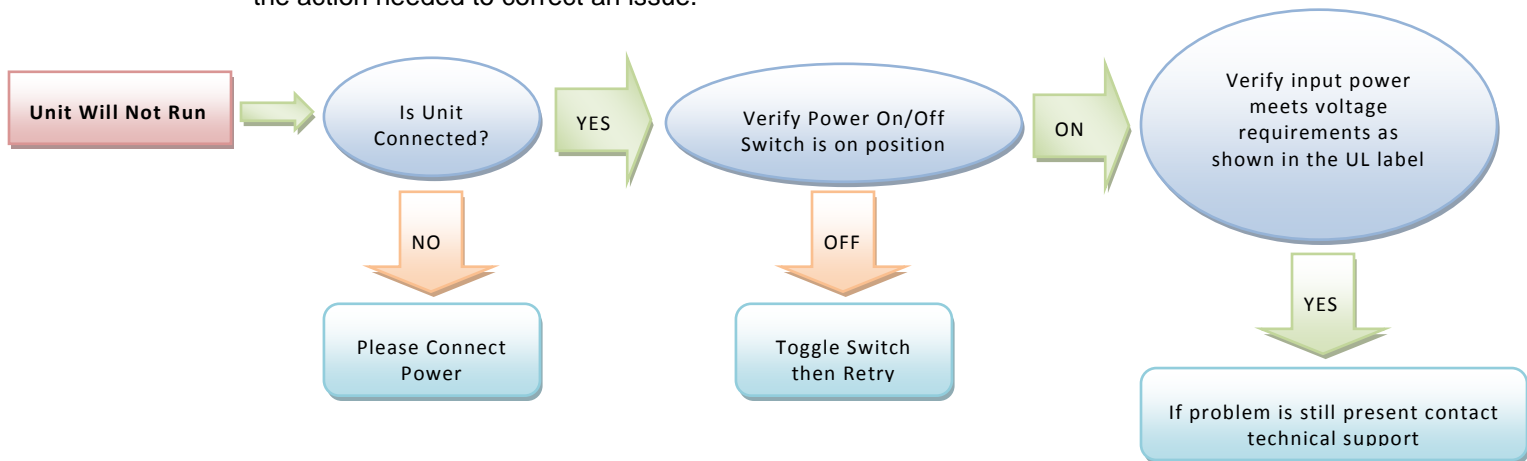 the action needed to correct an issue.
Unit Will Not Run
Is Unit
Connected?
YES
Verify Power On/Off
Switch is on position
ON
Verify input power
meets voltage
requirements as
shown in the UL label
NO
OFF
YES
Please Connect
Power
Toggle Switch
then Retry
If problem is still present contact
technical support